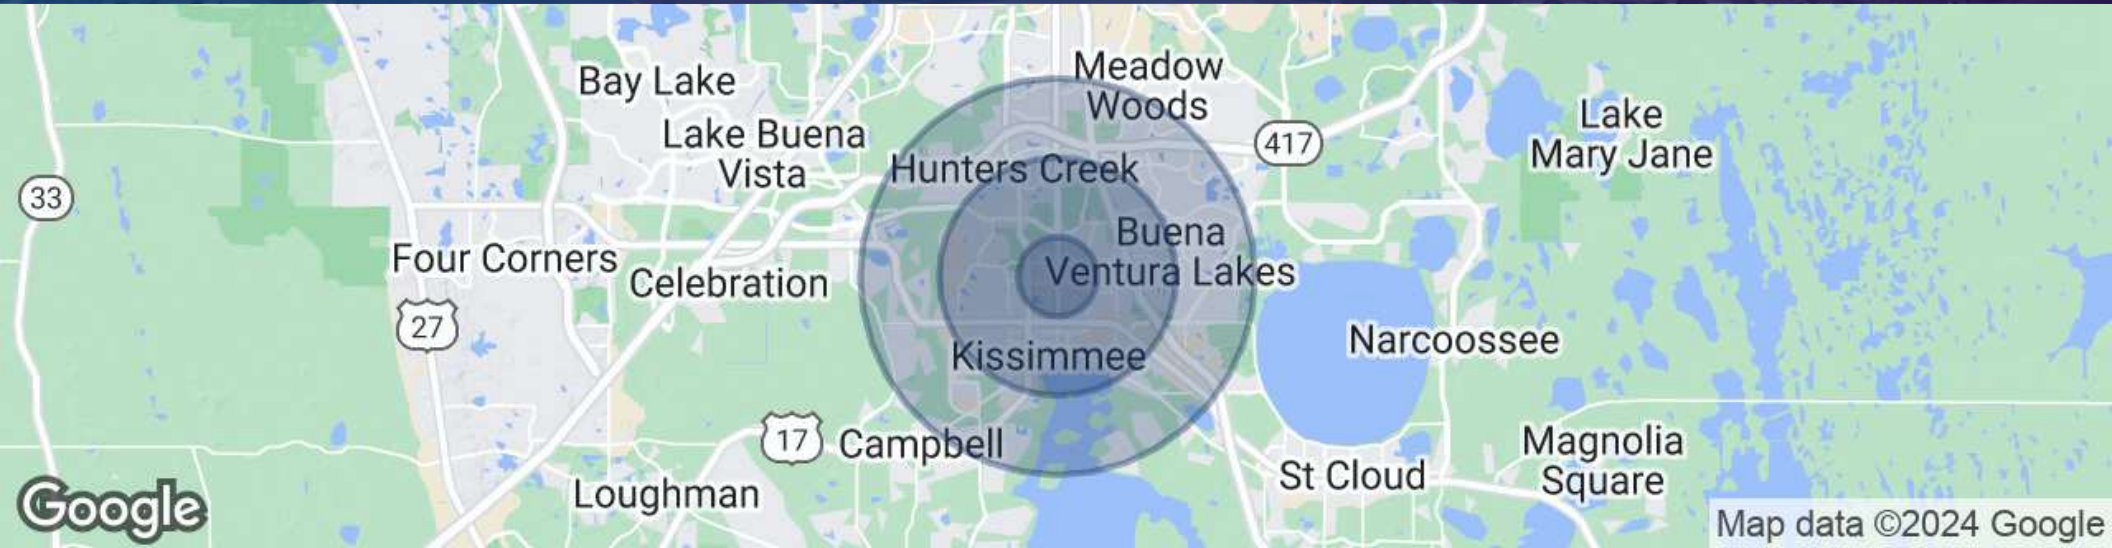 Meadow
Woods
Bay Lake
Lake
Mary Jane
Lake Buena
Vista
417
Hunters Creek
33
Buena
Ventura Lakes
Four Corners
Celebration
27
Narcoossee
Kissimmee
17
Campbell
Magnolia
Square
St Cloud
Loughman
Google
Map data ©2024 Google